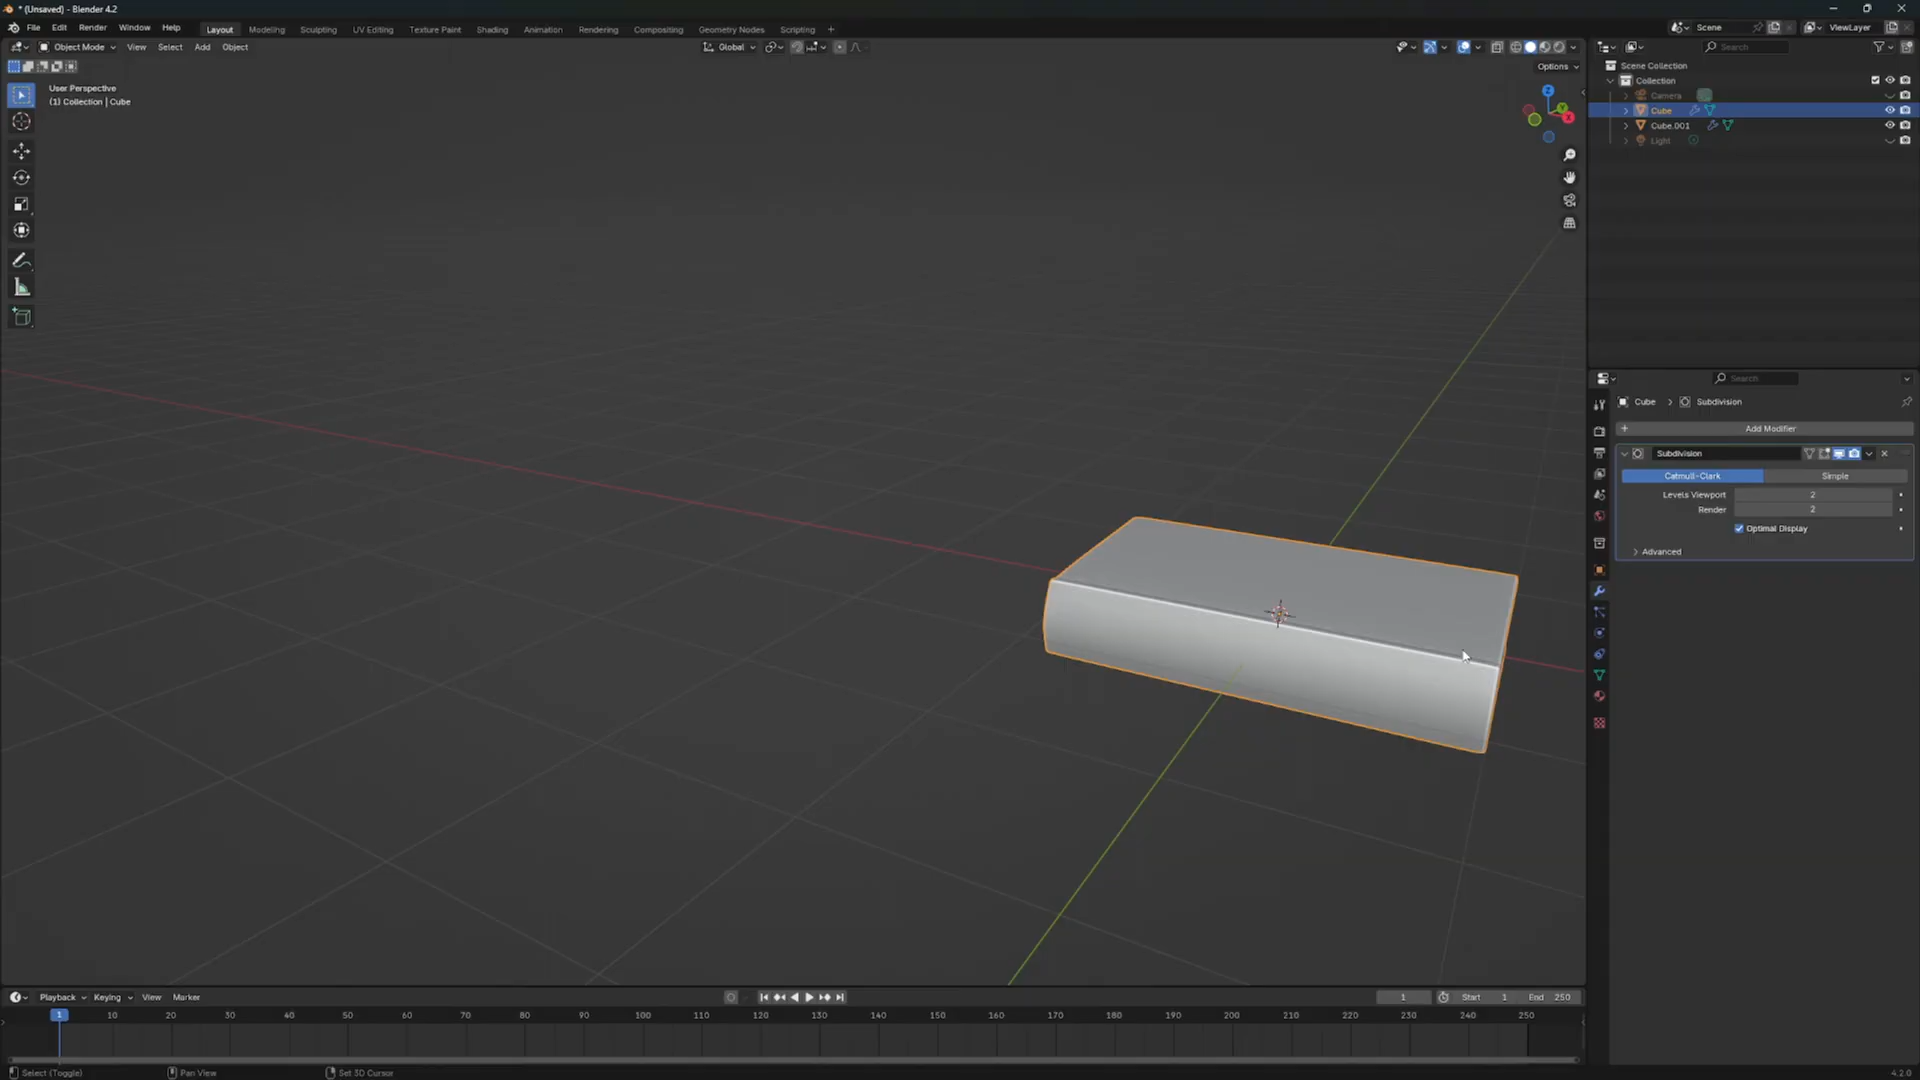 * (Unsaved) - Blender 4.2
File Edit Render Window Help Layout Modeling Sculpting UV Editing Texture Paint Shading Animation Rendering Compositing Geometry Nodes Scripting + Scene ViewLayer
Object Mode View Select Add Object Global Search
Options
User Perspective
(1) Collection | Cube
Z
Y
X
Scene Collection
Collection
Camera
Cube
Cube.001
Light
Search
Cube > Subdivision
+ Add Modifier
Subdivision
Catmull-Clark Simple
Levels Viewport 2
Render 2
Optimal Display
Advanced
Playback Keying View Marker 1 Start 1 End 250
1 10 20 30 40 50 60 70 80 90 100 110 120 130 140 150 160 170 180 190 200 210 220 230 240 250
Select (Toggle) Pan View Set 3D Cursor 4.2.0